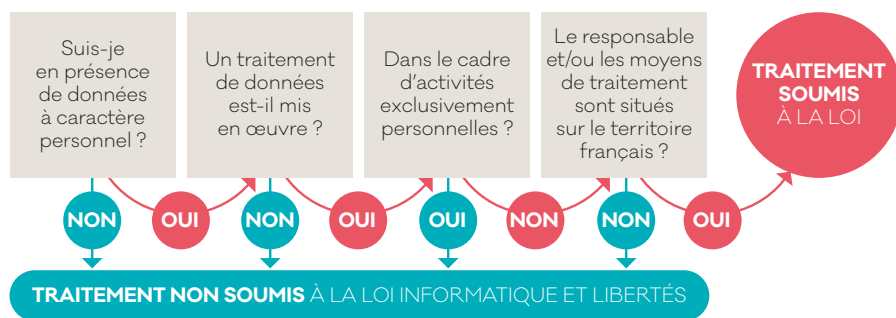 Suis-je
en présence
de données
à caractère
personnel ?
Un traitement
de données
est-il mis
en œuvre ?
Dans le cadre
d'activités
exclusivement
personnelles ?
Le responsable
et/ou les moyens
de traitement
sont situés
sur le territoire
français ?
TRAITEMENT
SOUMIS
À LA LOI
NON
OUI
NON
OUI
OUI
NON
NON
OUI
TRAITEMENT NON SOUMIS À LA LOI INFORMATIQUE ET LIBERTÉS